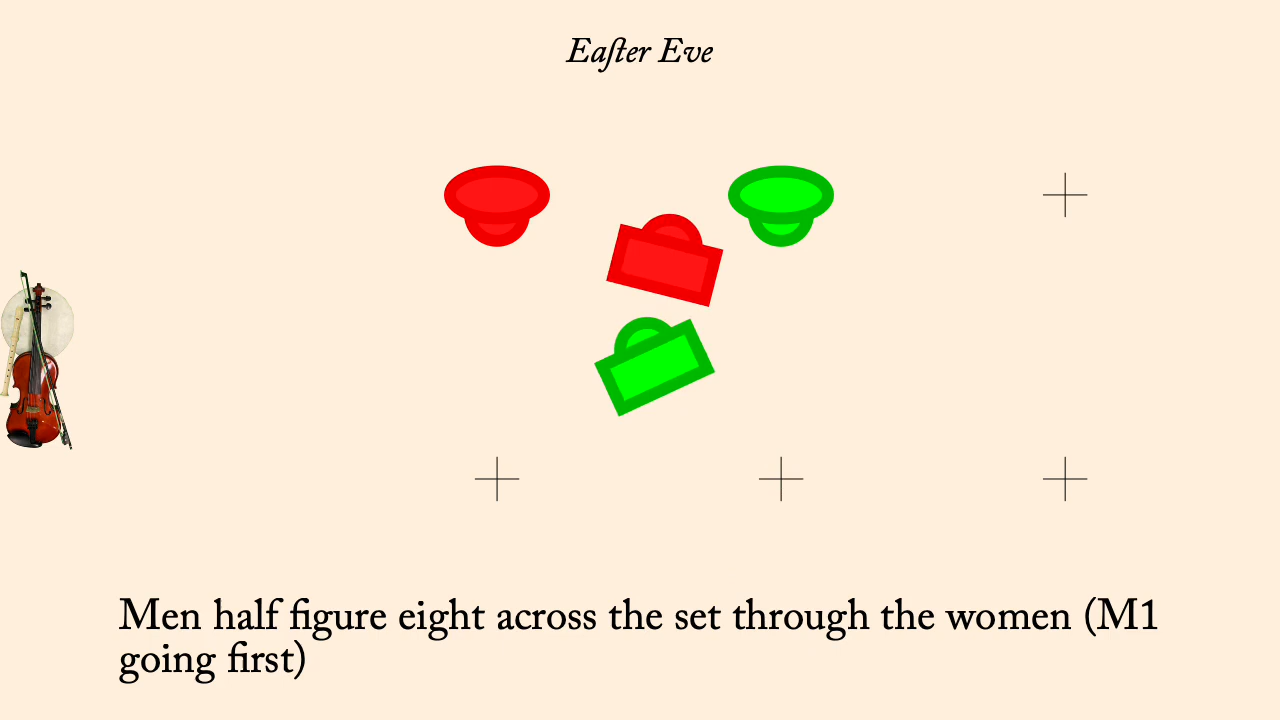 Eaſter Eve
Men half figure eight across the set through the women (M1
going first)